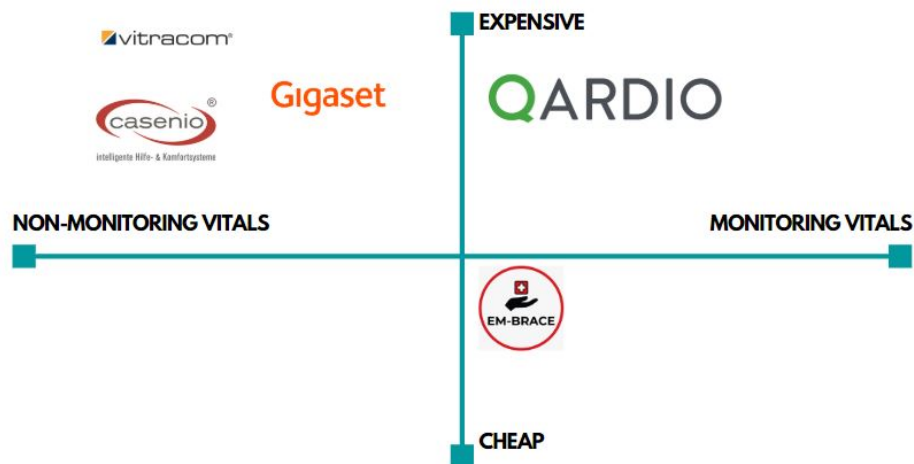 EXPENSIVE
vitracom®
Gigaset
QARDIO
casenio®
intelligente Hilfe- & Komfortsysteme
NON-MONITORING VITALS
MONITORING VITALS
EM-BRACE
CHEAP